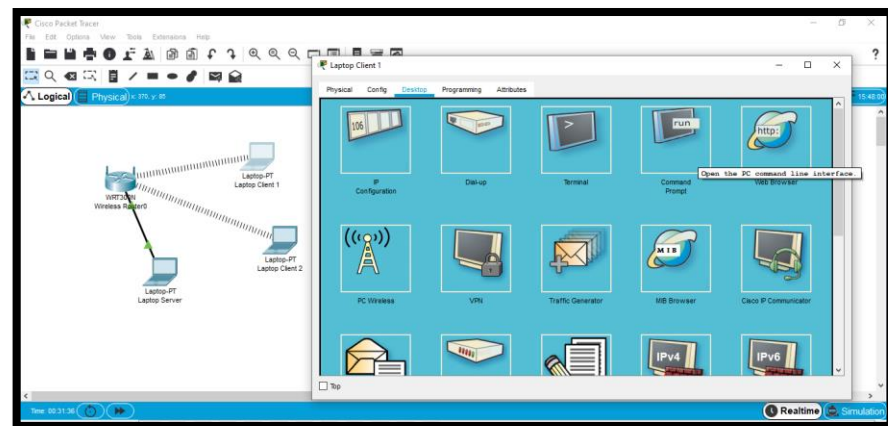 Cisco Packet Tracer
File Edit Options View Tools Extensions Help
?
Logical Physical x: 370, y: 85
15:48:00
Laptop Client 1
Physical Config Desktop Programming Attributes
106
run
http:
IP Configuration
Dial-up
Terminal
Command Prompt
Web Browser
Open the PC command line interface.
MIB
PC Wireless
VPN
Traffic Generator
MIB Browser
Cisco IP Communicator
IPv4
IPv6
Top
Laptop-PT
Laptop Client 1
WRT300N
Wireless Router0
Laptop-PT
Laptop Client 2
Laptop-PT
Laptop Server
Time: 00:31:36
Realtime
Simulation